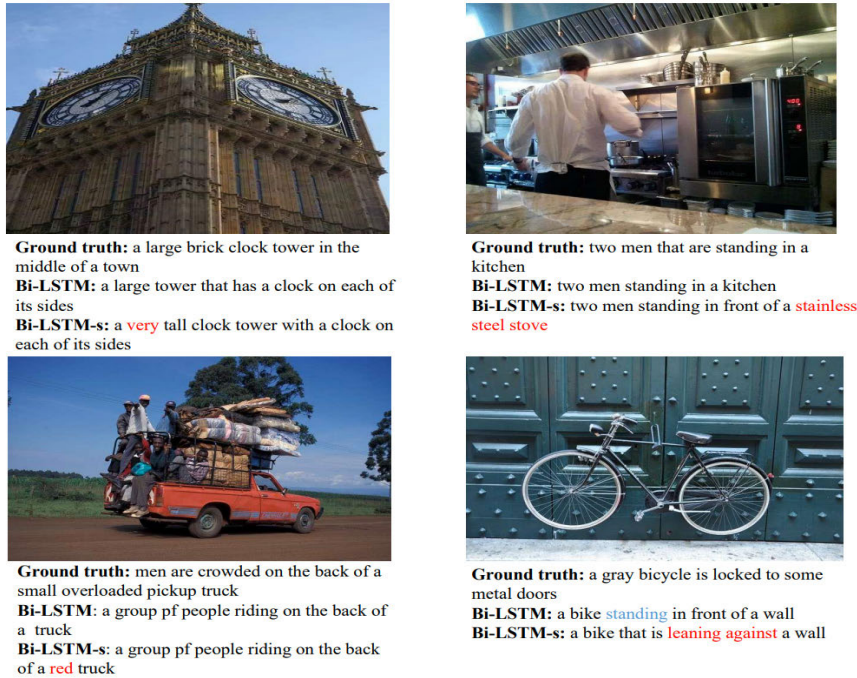 Ground truth: a large brick clock tower in the
middle of a town
Bi-LSTM: a large tower that has a clock on each of
its sides
Bi-LSTM-s: a very tall clock tower with a clock on
each of its sides
Ground truth: two men that are standing in a
kitchen
Bi-LSTM: two men standing in a kitchen
Bi-LSTM-s: two men standing in front of a stainless
steel stove
Ground truth: men are crowded on the back of a
small overloaded pickup truck
Bi-LSTM: a group pf people riding on the back of
a truck
Bi-LSTM-s: a group pf people riding on the back
of a red truck
Ground truth: a gray bicycle is locked to some
metal doors
Bi-LSTM: a bike standing in front of a wall
Bi-LSTM-s: a bike that is leaning against a wall